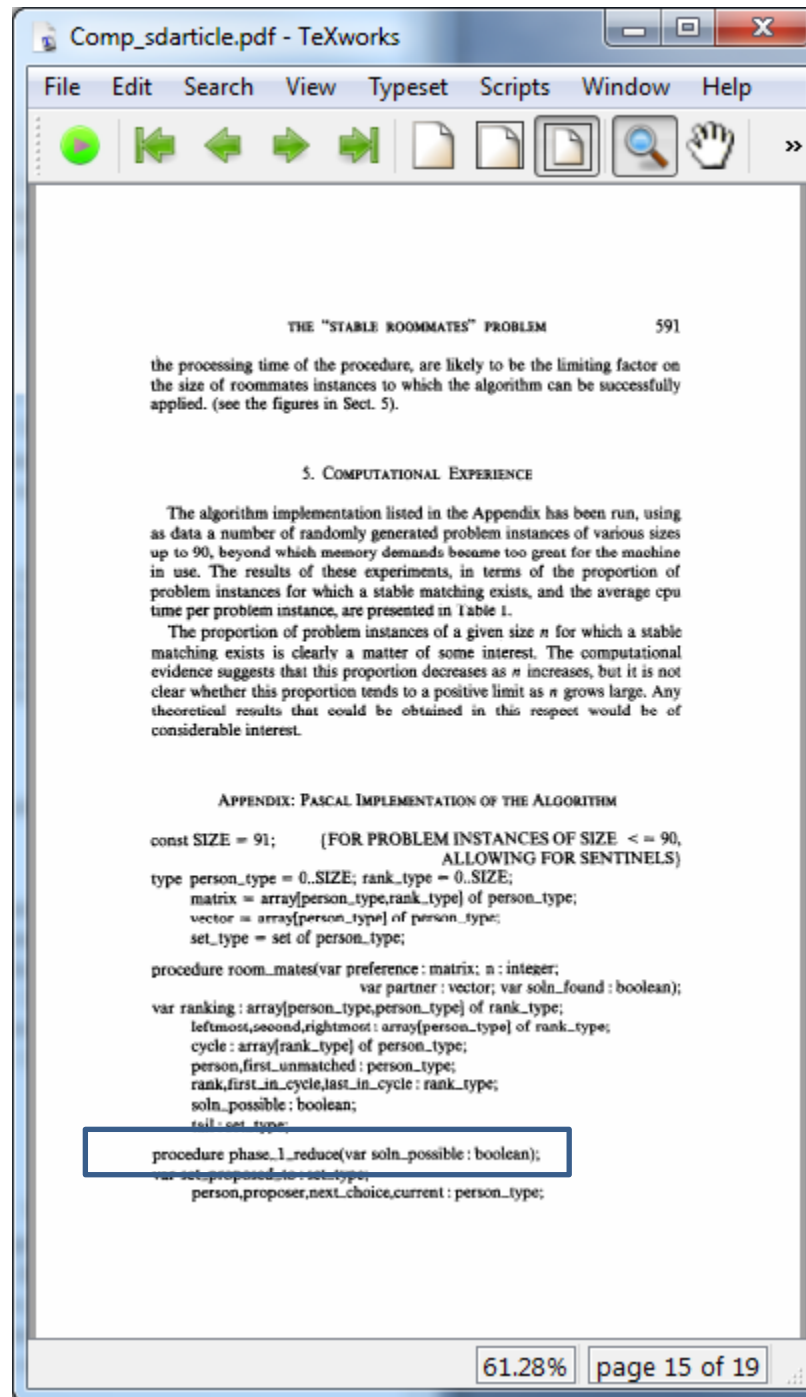 Comp_sdarticle.pdf - TeXworks
File Edit Search View Typeset Scripts Window Help
»
THE "STABLE ROOMMATES" PROBLEM 591
the processing time of the procedure, are likely to be the limiting factor on
the size of roommates instances to which the algorithm can be successfully
applied. (see the figures in Sect. 5).
5. COMPUTATIONAL EXPERIENCE
The algorithm implementation listed in the Appendix has been run, using
as data a number of randomly generated problem instances of various sizes
up to 90, beyond which memory demands became too great for the machine
in use. The results of these experiments, in terms of the proportion of
problem instances for which a stable matching exists, and the average cpu
time per problem instance, are presented in Table 1.
The proportion of problem instances of a given size n for which a stable
matching exists is clearly a matter of some interest. The computational
evidence suggests that this proportion decreases as n increases, but it is not
clear whether this proportion tends to a positive limit as n grows large. Any
theoretical results that could be obtained in this respect would be of
considerable interest.
APPENDIX: PASCAL IMPLEMENTATION OF THE ALGORITHM
const SIZE = 91; {FOR PROBLEM INSTANCES OF SIZE <= 90,
ALLOWING FOR SENTINELS}
type person_type = 0..SIZE; rank_type = 0..SIZE;
matrix = array[person_type,rank_type] of person_type;
vector = array[person_type] of person_type;
set_type = set of person_type;
procedure room_mates(var preference : matrix; n : integer;
var partner : vector; var soln_found : boolean);
var ranking : array[person_type,person_type] of rank_type;
leftmost,second,rightmost : array[person_type] of rank_type;
cycle : array[rank_type] of person_type;
person,first_unmatched : person_type;
rank,first_in_cycle,last_in_cycle : rank_type;
soln_possible : boolean;
tail : set_type;
procedure phase_1_reduce(var soln_possible : boolean);
var set_proposed_to : set_type;
person,proposer,next_choice,current : person_type;
61.28% page 15 of 19